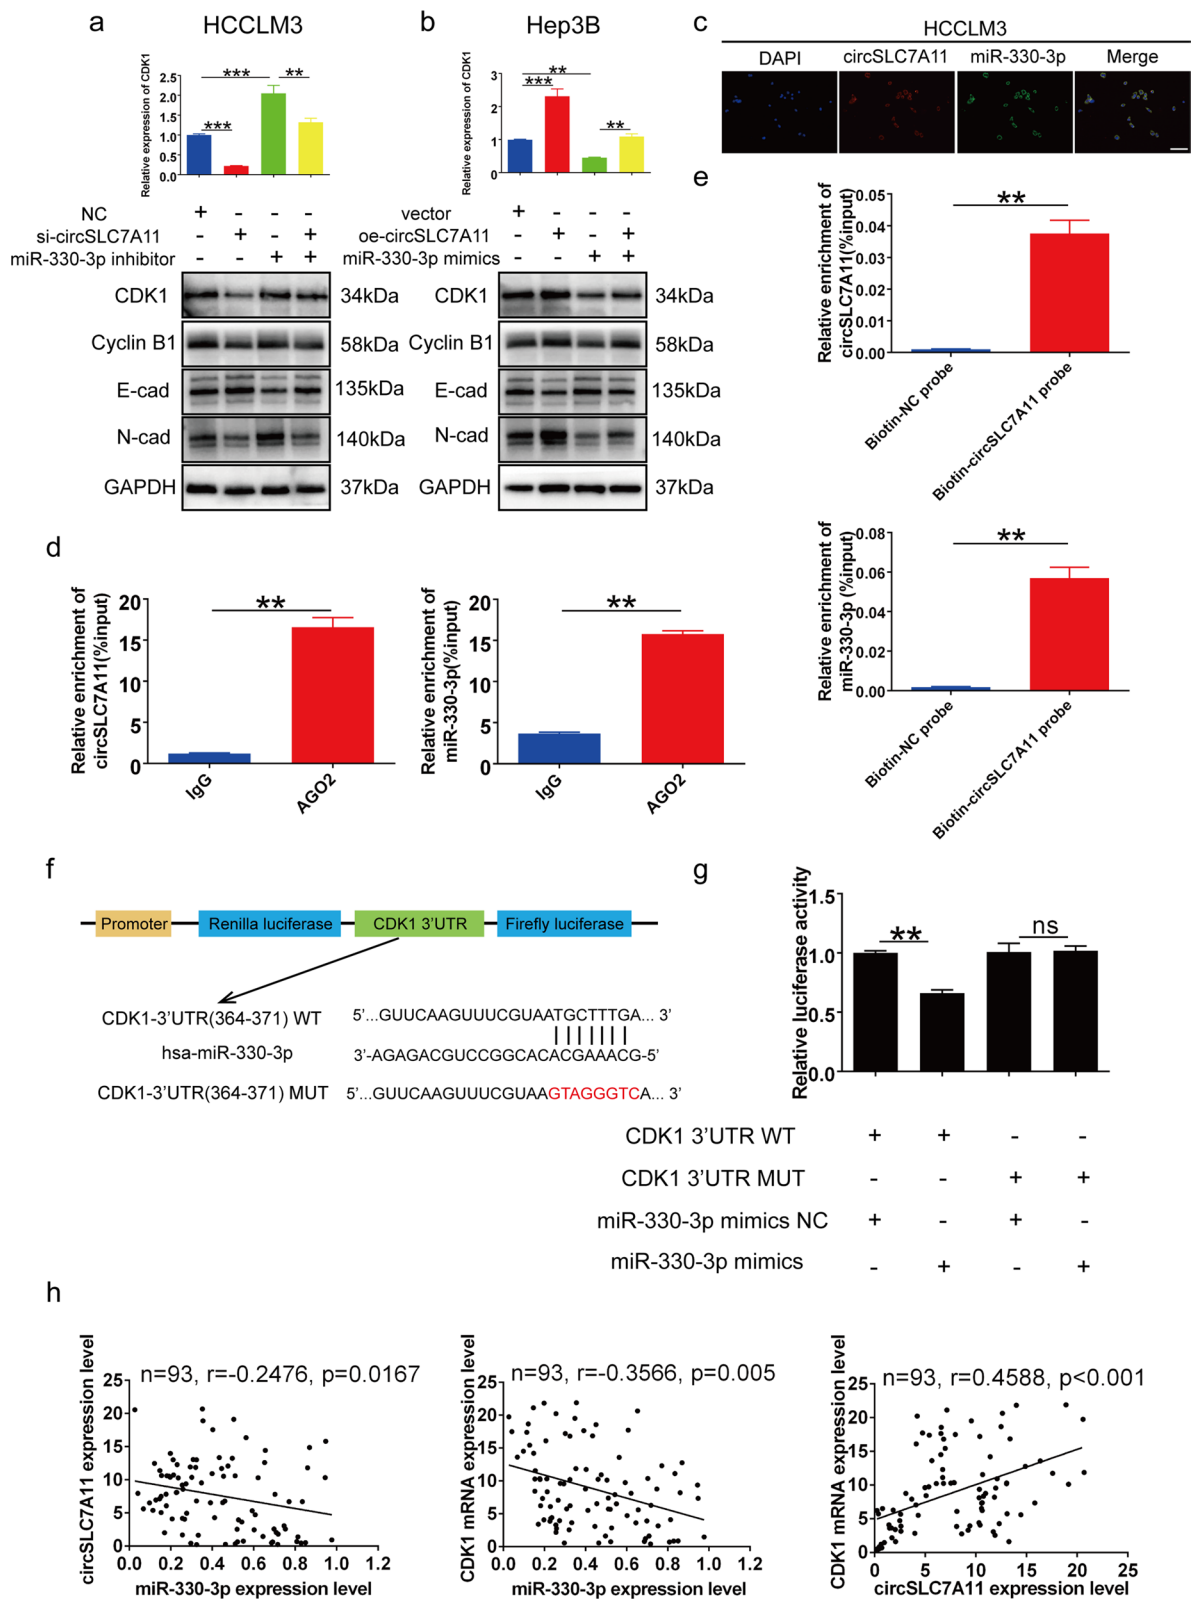 a HCCLM3
Relative expression of CDK1
2.5
2.0
1.5
1.0
0.5
0.0
*** **
***
NC + - - -
si-circSLC7A11 - + - +
miR-330-3p inhibitor - - + +
CDK1 34kDa
Cyclin B1 58kDa
E-cad 135kDa
N-cad 140kDa
GAPDH 37kDa
b Hep3B
Relative expression of CDK1
3
2
1
0
**
***
**
vector + - - -
oe-circSLC7A11 - + - +
miR-330-3p mimics - - + +
CDK1 34kDa
Cyclin B1 58kDa
E-cad 135kDa
N-cad 140kDa
GAPDH 37kDa
c HCCLM3
DAPI circSLC7A11 miR-330-3p Merge
d
Relative enrichment of
circSLC7A11(%input)
20
15
10
5
0
**
IgG AGO2
Relative enrichment of
miR-330-3p(%input)
20
15
10
5
0
**
IgG AGO2
e
Relative enrichment of
circSLC7A11(%input)
0.05
0.04
0.03
0.02
0.01
0.00
**
Biotin-NC probe Biotin-circSLC7A11 probe
Relative enrichment of
miR-330-3p (%input)
0.08
0.06
0.04
0.02
0.00
**
Biotin-NC probe Biotin-circSLC7A11 probe
f
Promoter Renilla luciferase CDK1 3'UTR Firefly luciferase
CDK1-3'UTR(364-371) WT 5'...GUUCAAGUUUCGUAATGCTTTGA... 3'
hsa-miR-330-3p 3'-AGAGACGUCCGGCACACGAAACG-5'
CDK1-3'UTR(364-371) MUT 5'...GUUCAAGUUUCGUAAGTAGGGTCA... 3'
g
Relative luciferase activity
1.5
1.0
0.5
0.0
** ns
CDK1 3'UTR WT + + - -
CDK1 3'UTR MUT - - + +
miR-330-3p mimics NC + - + -
miR-330-3p mimics - + - +
h
n=93, r=-0.2476, p=0.0167
circSLC7A11 expression level
25
20
15
10
5
0
0.0 0.2 0.4 0.6 0.8 1.0 1.2
miR-330-3p expression level
n=93, r=-0.3566, p=0.005
CDK1 mRNA expression level
25
20
15
10
5
0
0.0 0.2 0.4 0.6 0.8 1.0 1.2
miR-330-3p expression level
n=93, r=0.4588, p<0.001
CDK1 mRNA expression level
25
20
15
10
5
0
0 5 10 15 20 25
circSLC7A11 expression level